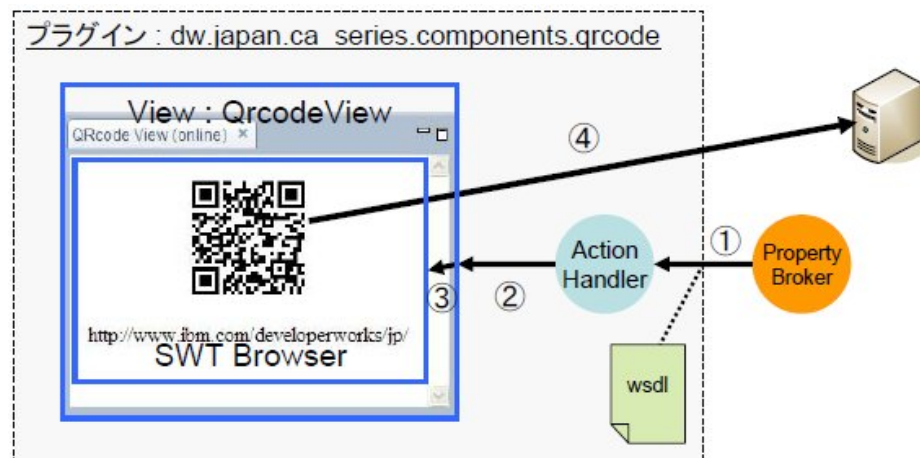 プラグイン : dw.japan.ca_series.components.qrcode
View : QrcodeView
QRcode View (online)
④
①
Action
Handler
Property
Broker
③
②
http://www.ibm.com/developerworks/jp/
SWT Browser
wsdl